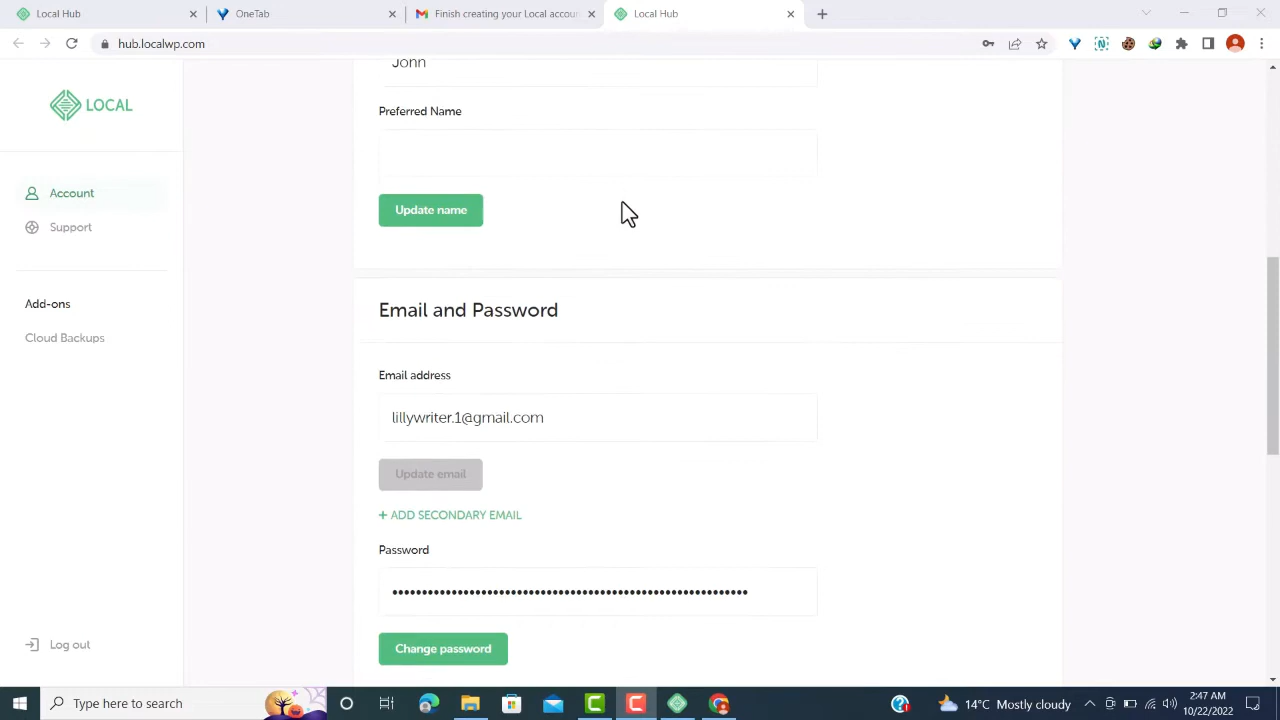 Local Hub
OneTab
Finish creating your Local accoun
Local Hub
hub.localwp.com
LOCAL
Account
Support
Add-ons
Cloud Backups
Log out
John
Preferred Name
Update name
Email and Password
Email address
lillywriter.1@gmail.com
Update email
+ ADD SECONDARY EMAIL
Password
Change password
Type here to search
14°C Mostly cloudy
2:47 AM
10/22/2022